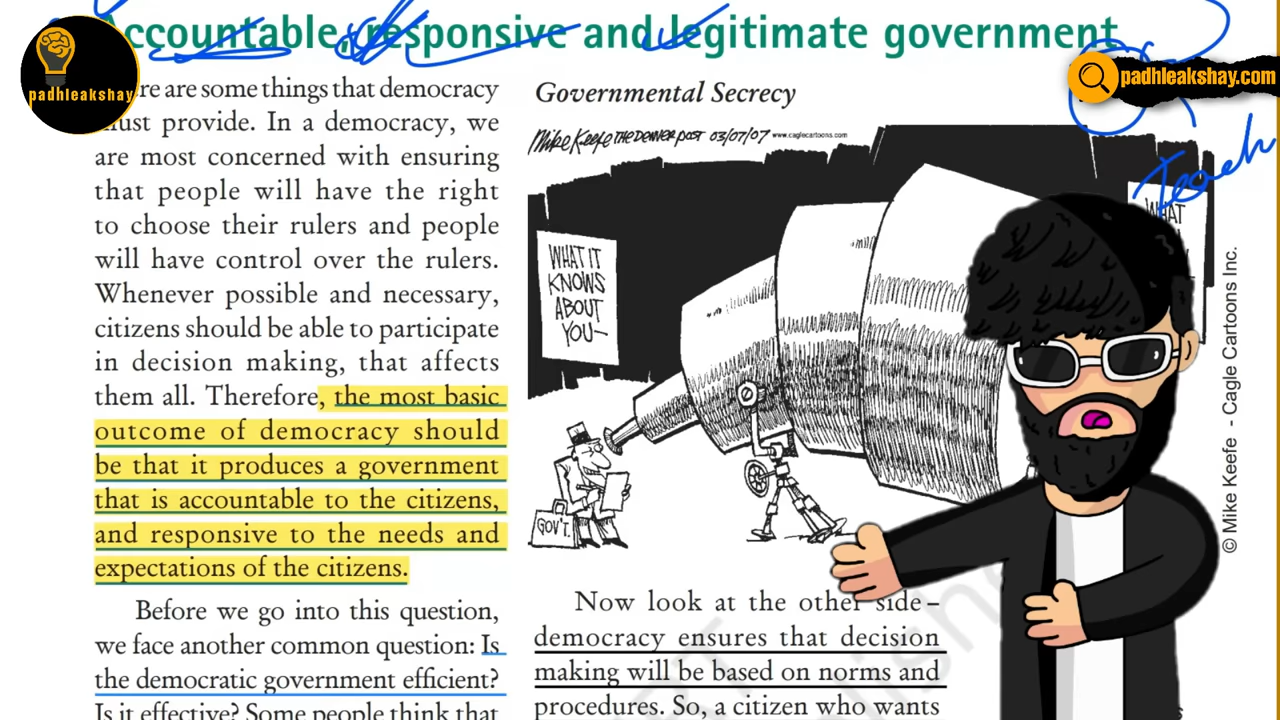 Accountable, responsive and legitimate government
padhleakshay
padhleakshay.com
re are some things that democracy
must provide. In a democracy, we
are most concerned with ensuring
that people will have the right
to choose their rulers and people
will have control over the rulers.
Whenever possible and necessary,
citizens should be able to participate
in decision making, that affects
them all. Therefore, the most basic
outcome of democracy should
be that it produces a government
that is accountable to the citizens,
and responsive to the needs and
expectations of the citizens.
Before we go into this question,
we face another common question: Is
the democratic government efficient?
Is it effective? Some people think that
Governmental Secrecy
Mike Keefe THE DENVER POST 03/07/07 www.caglecartoons.com
WHAT IT
KNOWS
ABOUT
YOU—
GOV'T.
WHAT
Teach
© Mike Keefe - Cagle Cartoons Inc.
Now look at the other side –
democracy ensures that decision
making will be based on norms and
procedures. So, a citizen who wants